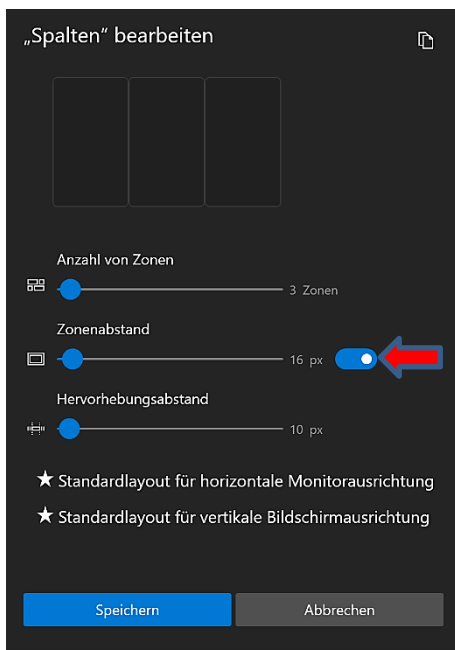 „Spalten“ bearbeiten
Anzahl von Zonen
3 Zonen
Zonenabstand
16 px
Hervorhebungsabstand
10 px
Standardlayout für horizontale Monitorausrichtung
Standardlayout für vertikale Bildschirmausrichtung
Speichern Abbrechen